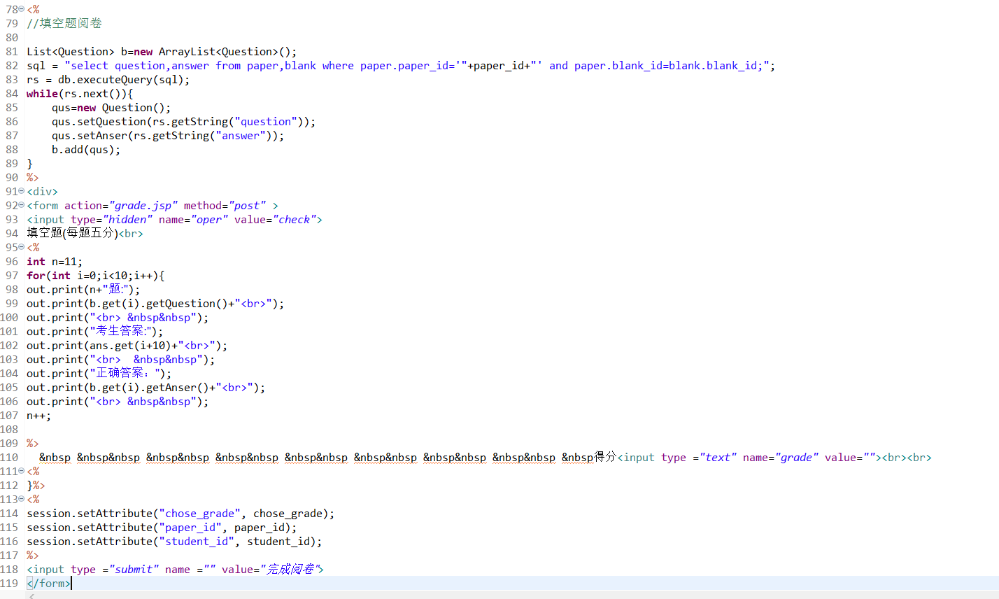 78 <%
79 //填空题阅卷
80
81 List<Question> b=new ArrayList<Question>();
82 sql = "select question,answer from paper,blank where paper.paper_id='"+paper_id+"' and paper.blank_id=blank.blank_id;";
83 rs = db.executeQuery(sql);
84 while(rs.next()){
85     qus=new Question();
86     qus.setQuestion(rs.getString("question"));
87     qus.setAnser(rs.getString("answer"));
88     b.add(qus);
89 }
90 %>
91 <div>
92 <form action="grade.jsp" method="post" >
93 <input type="hidden" name="oper" value="check">
94 填空题(每题五分)<br>
95 <%
96 int n=11;
97 for(int i=0;i<10;i++){
98 out.print(n+"题:");
99 out.print(b.get(i).getQuestion()+"<br>");
100 out.print("<br> &nbsp&nbsp");
101 out.print("考生答案:");
102 out.print(ans.get(i+10)+"<br>");
103 out.print("<br>  &nbsp&nbsp");
104 out.print("正确答案：");
105 out.print(b.get(i).getAnser()+"<br>");
106 out.print("<br> &nbsp&nbsp");
107 n++;
108
109 %>
110   &nbsp &nbsp&nbsp &nbsp&nbsp &nbsp&nbsp &nbsp&nbsp &nbsp&nbsp &nbsp&nbsp &nbsp&nbsp &nbsp得分<input type ="text" name="grade" value=""><br><br>
111 <%
112 }%>
113 <%
114 session.setAttribute("chose_grade", chose_grade);
115 session.setAttribute("paper_id", paper_id);
116 session.setAttribute("student_id", student_id);
117 %>
118 <input type ="submit" name ="" value="完成阅卷">
119 </form>